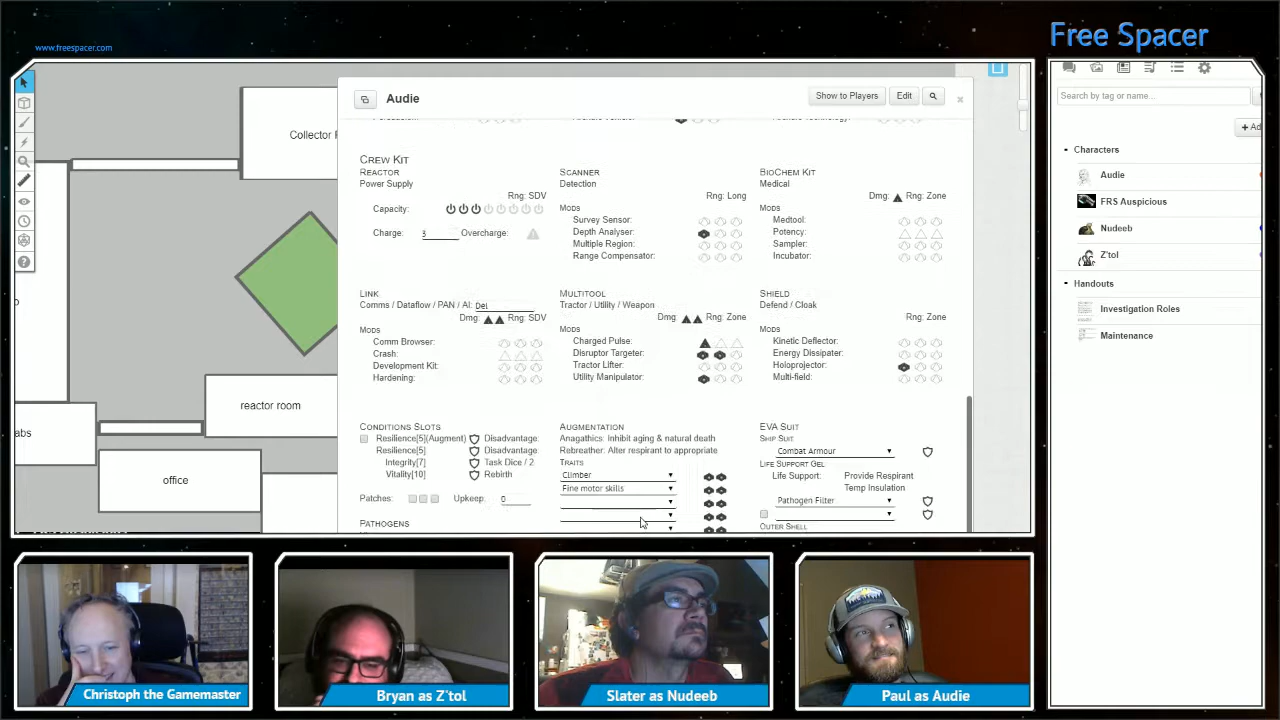 www.freespacer.com
Free Spacer
Collector
reactor room
office
Audie
Show to Players
Edit
CREW KIT
REACTOR
Power Supply
Rng: SDV
Capacity:
Charge: 3 Overcharge:
SCANNER
Detection
Rng: Long
MODS
Survey Sensor:
Depth Analyser:
Multiple Region:
Range Compensator:
BIOCHEM KIT
Medical
Dmg: Rng: Zone
MODS
Medtool:
Potency:
Sampler:
Incubator:
LINK
Comms / Dataflow / PAN / AI: Del
Dmg: Rng: SDV
MODS
Comm Browser:
Crash:
Development Kit:
Hardening:
MULTITOOL
Tractor / Utility / Weapon
Dmg: Rng: Zone
MODS
Charged Pulse:
Disruptor Targeter:
Tractor Lifter:
Utility Manipulator:
SHIELD
Defend / Cloak
Rng: Zone
MODS
Kinetic Deflector:
Energy Dissipater:
Holoprojector:
Multi-field:
CONDITIONS SLOTS
Resilience[5](Augment) Disadvantage:
Resilience[5] Disadvantage:
Integrity[7] Task Dice / 2
Vitality[10] Rebirth
Patches: Upkeep: 0
PATHOGENS
AUGMENTATION
Anagathics: Inhibit aging & natural death
Rebreather: Alter respirant to appropriate
TRAITS
Climber
Fine motor skills
EVA SUIT
SHIP SUIT
Combat Armour
LIFE SUPPORT GEL
Life Support: Provide Respirant
Temp Insulation
Pathogen Filter
OUTER SHELL
Search by tag or name...
+ Ad
Characters
Audie
FRS Auspicious
Nudeeb
Z'tol
Handouts
Investigation Roles
Maintenance
Christoph the Gamemaster
Bryan as Z'tol
Slater as Nudeeb
Paul as Audie